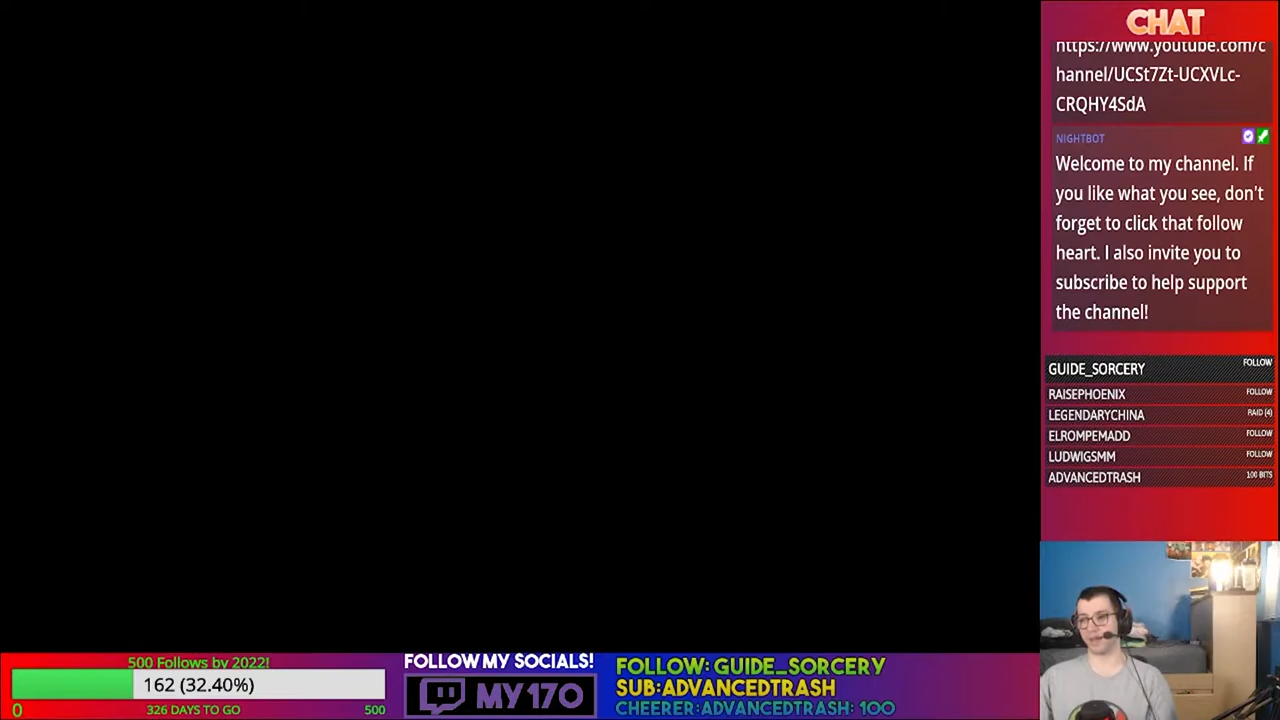 CHAT
https://www.youtube.com/c
hannel/UCSt7Zt-UCXVLc-
CRQHY4SdA
NIGHTBOT
Welcome to my channel. If
you like what you see, don't
forget to click that follow
heart. I also invite you to
subscribe to help support
the channel!
GUIDE_SORCERY FOLLOW
RAISEPHOENIX FOLLOW
LEGENDARYCHINA RAID (4)
ELROMPEMADD FOLLOW
LUDWIGSMM FOLLOW
ADVANCEDTRASH 100 BITS
500 Follows by 2022!
162 (32.40%)
0 326 DAYS TO GO 500
FOLLOW MY SOCIALS!
MY170
FOLLOW: GUIDE_SORCERY
SUB:ADVANCEDTRASH
CHEERER:ADVANCEDTRASH: 100